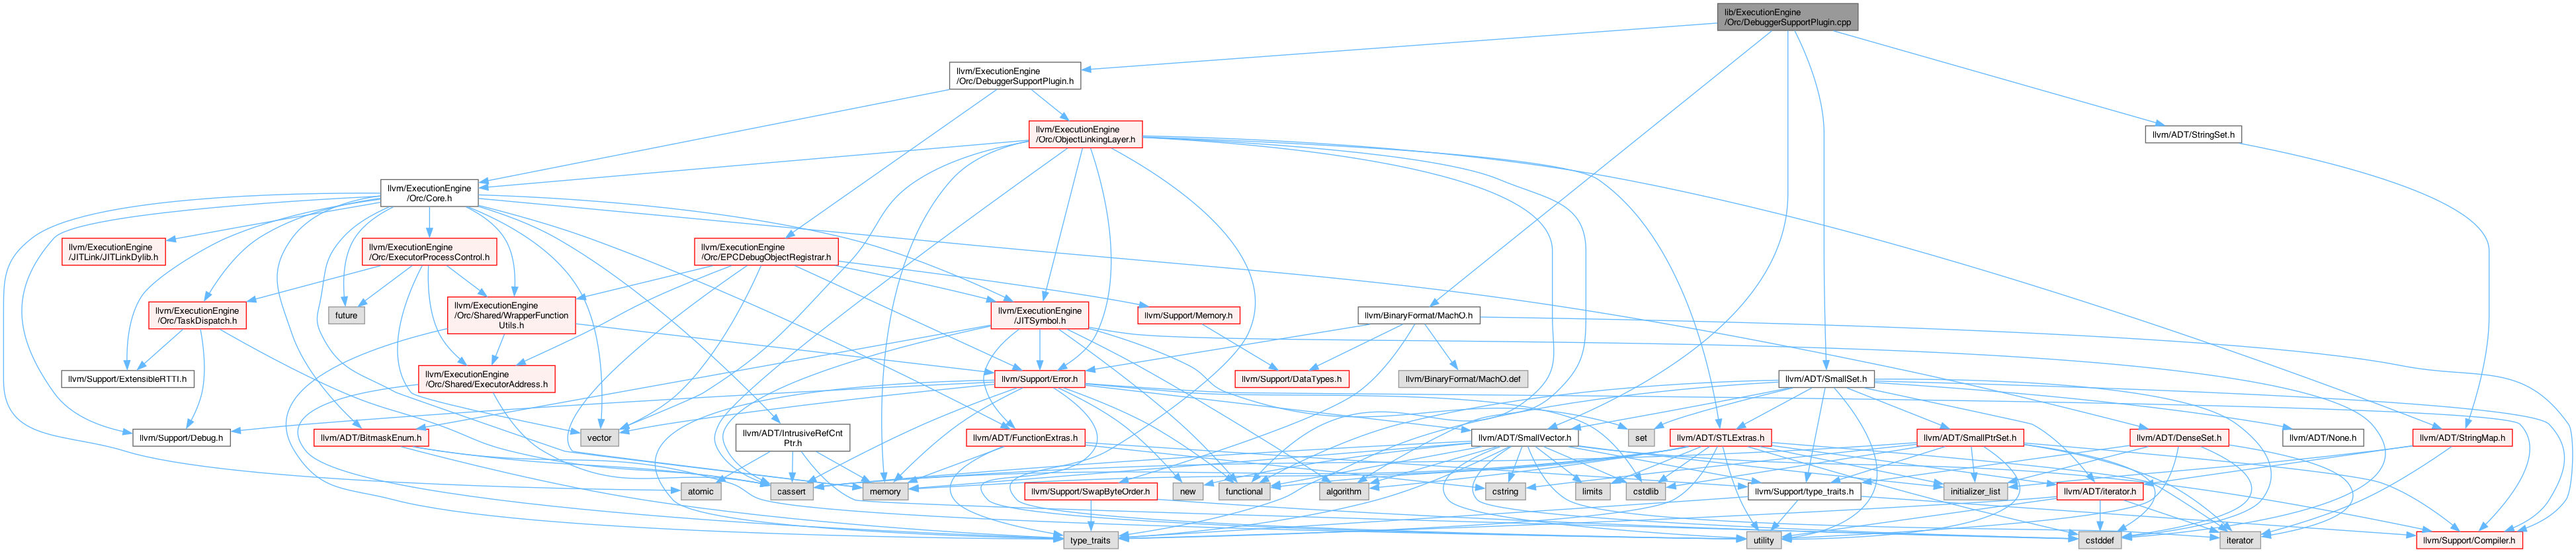 lib/ExecutionEngine
/Orc/DebuggerSupportPlugin.cpp
llvm/ExecutionEngine
/Orc/DebuggerSupportPlugin.h
llvm/ExecutionEngine
/Orc/ObjectLinkingLayer.h
llvm/ADT/StringSet.h
llvm/ExecutionEngine
/Orc/Core.h
llvm/ExecutionEngine
/JITLink/JITLinkDylib.h
llvm/ExecutionEngine
/Orc/ExecutorProcessControl.h
llvm/ExecutionEngine
/Orc/EPCDebugObjectRegistrar.h
llvm/ExecutionEngine
/Orc/TaskDispatch.h
future
llvm/ExecutionEngine
/Orc/Shared/WrapperFunction
Utils.h
llvm/ExecutionEngine
/JITSymbol.h
llvm/Support/Memory.h
llvm/BinaryFormat/MachO.h
llvm/Support/ExtensibleRTTI.h
llvm/ExecutionEngine
/Orc/Shared/ExecutorAddress.h
llvm/Support/Error.h
llvm/Support/DataTypes.h
llvm/BinaryFormat/MachO.def
llvm/ADT/SmallSet.h
llvm/Support/Debug.h
llvm/ADT/BitmaskEnum.h
vector
llvm/ADT/IntrusiveRefCnt
Ptr.h
llvm/ADT/FunctionExtras.h
llvm/ADT/SmallVector.h
set
llvm/ADT/STLExtras.h
llvm/ADT/SmallPtrSet.h
llvm/ADT/DenseSet.h
llvm/ADT/None.h
llvm/ADT/StringMap.h
atomic
cassert
memory
llvm/Support/SwapByteOrder.h
new
functional
algorithm
cstring
limits
cstdlib
llvm/Support/type_traits.h
initializer_list
llvm/ADT/iterator.h
type_traits
utility
cstddef
iterator
llvm/Support/Compiler.h